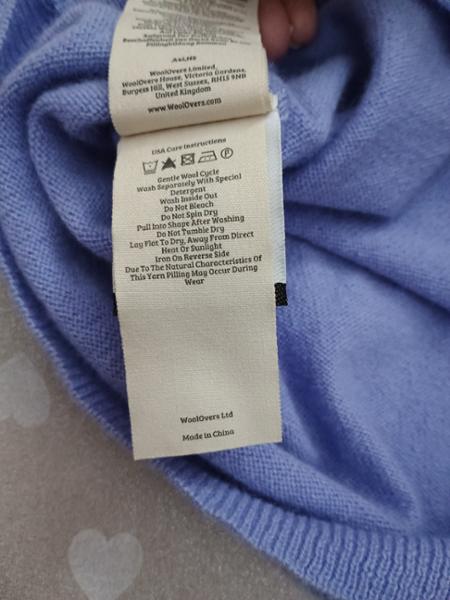 WoolOvers Limited,
WoolOvers House, Victoria Gardens,
Burgess Hill, West Sussex, RH15 9NB
United Kingdom
www.WoolOvers.com
USA Care Instructions
Gentle Wool Cycle
Wash Separately With Special
Detergent
Wash Inside Out
Do Not Bleach
Do Not Spin Dry
Pull Into Shape After Washing
Do Not Tumble Dry
Lay Flat To Dry, Away From Direct
Heat Or Sunlight
Iron On Reverse Side
Due To The Natural Characteristics Of
This Yarn Pilling May Occur During
Wear
WoolOvers Ltd
Made in China